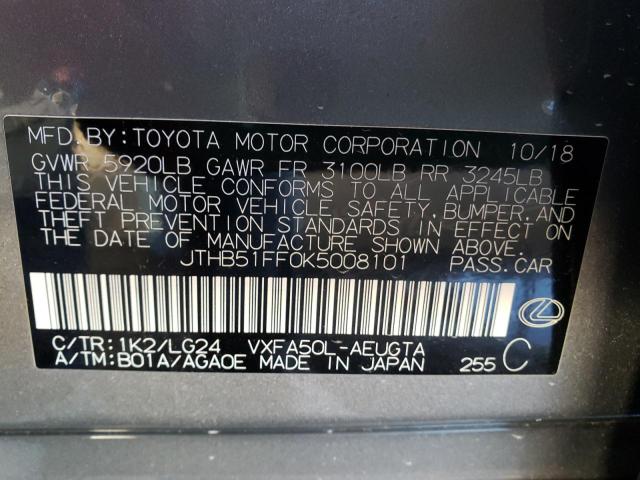 MFD.BY:TOYOTA MOTOR CORPORATION 10/18
GVWR 5920LB GAWR FR 3100LB RR 3245LB
THIS VEHICLE CONFORMS TO ALL APPLICABLE
FEDERAL MOTOR VEHICLE SAFETY,BUMPER,AND
THEFT PREVENTION STANDARDS IN EFFECT ON
THE DATE OF MANUFACTURE SHOWN ABOVE.
JTHB51FF0K5008101 PASS.CAR
C/TR:1K2/LG24 VXFA50L-AEUGTA
A/TM:B01A/AGA0E MADE IN JAPAN 255 C